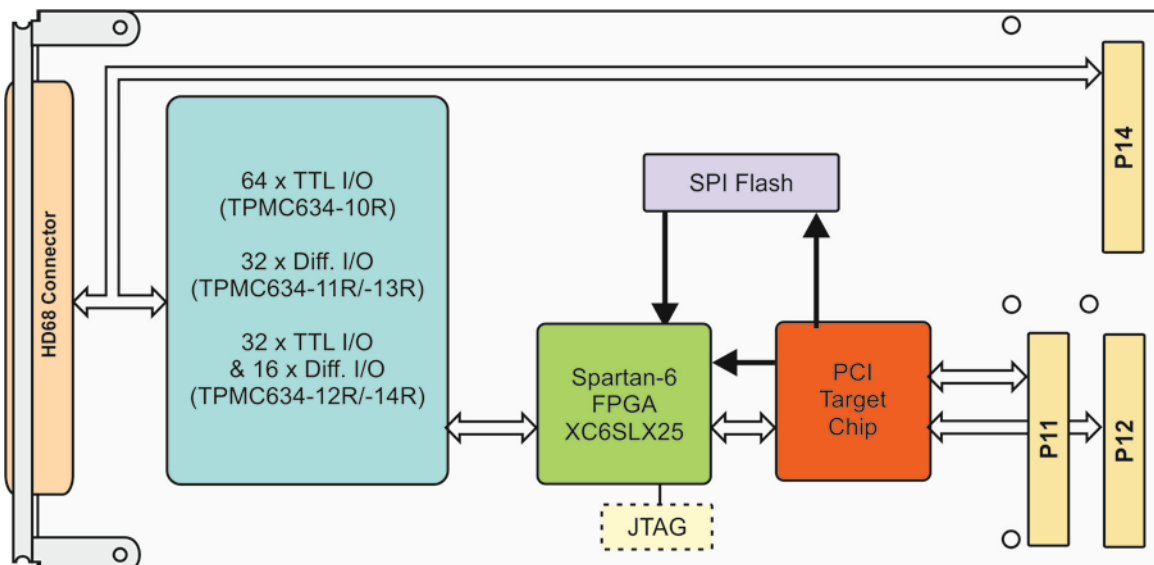 HD68 Connector
64 x TTL I/O
(TPMC634-10R)
32 x Diff. I/O
(TPMC634-11R/-13R)
32 x TTL I/O
& 16 x Diff. I/O
(TPMC634-12R/-14R)
SPI Flash
Spartan-6
FPGA
XC6SLX25
JTAG
PCI
Target
Chip
P14
P11
P12